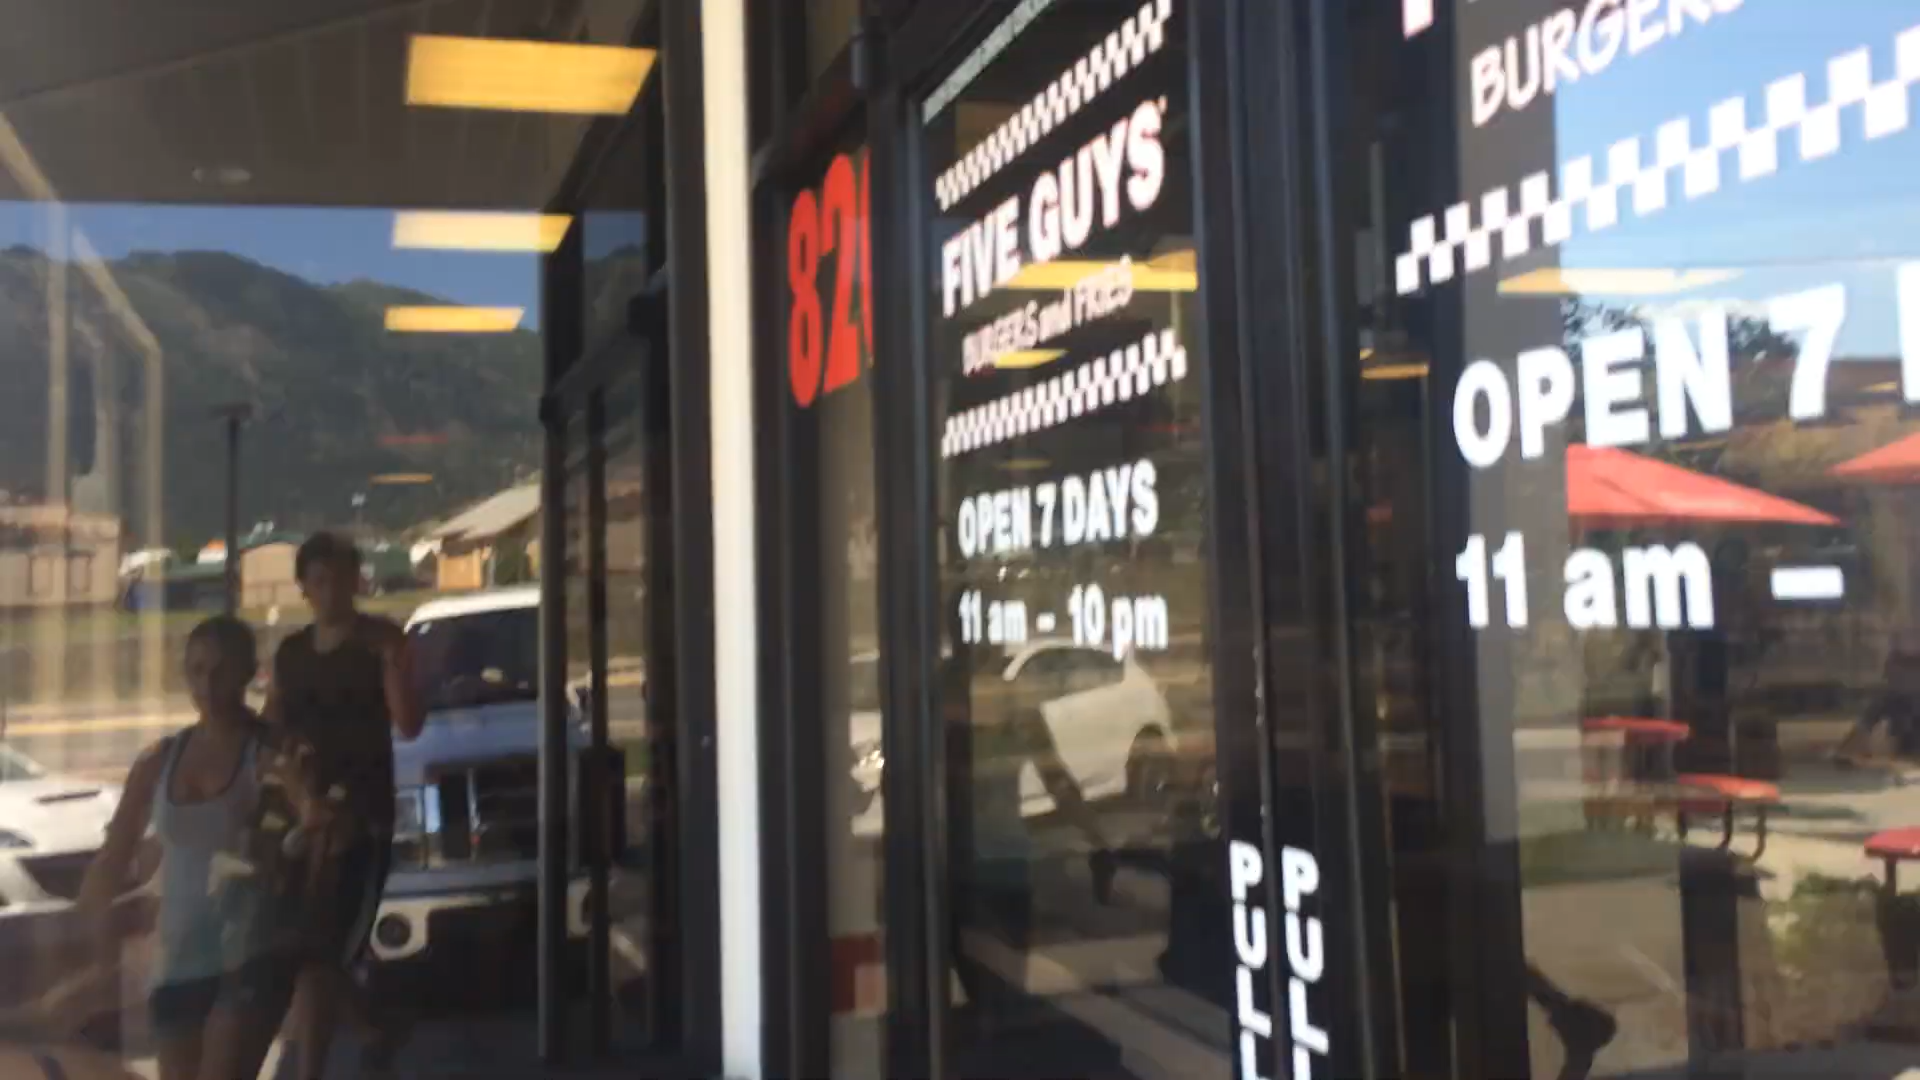 82
FIVE GUYS
BURGERS and FRIES
OPEN 7 DAYS
11 am - 10 pm
PULL
PULL
BURGERS
OPEN 7
11 am -